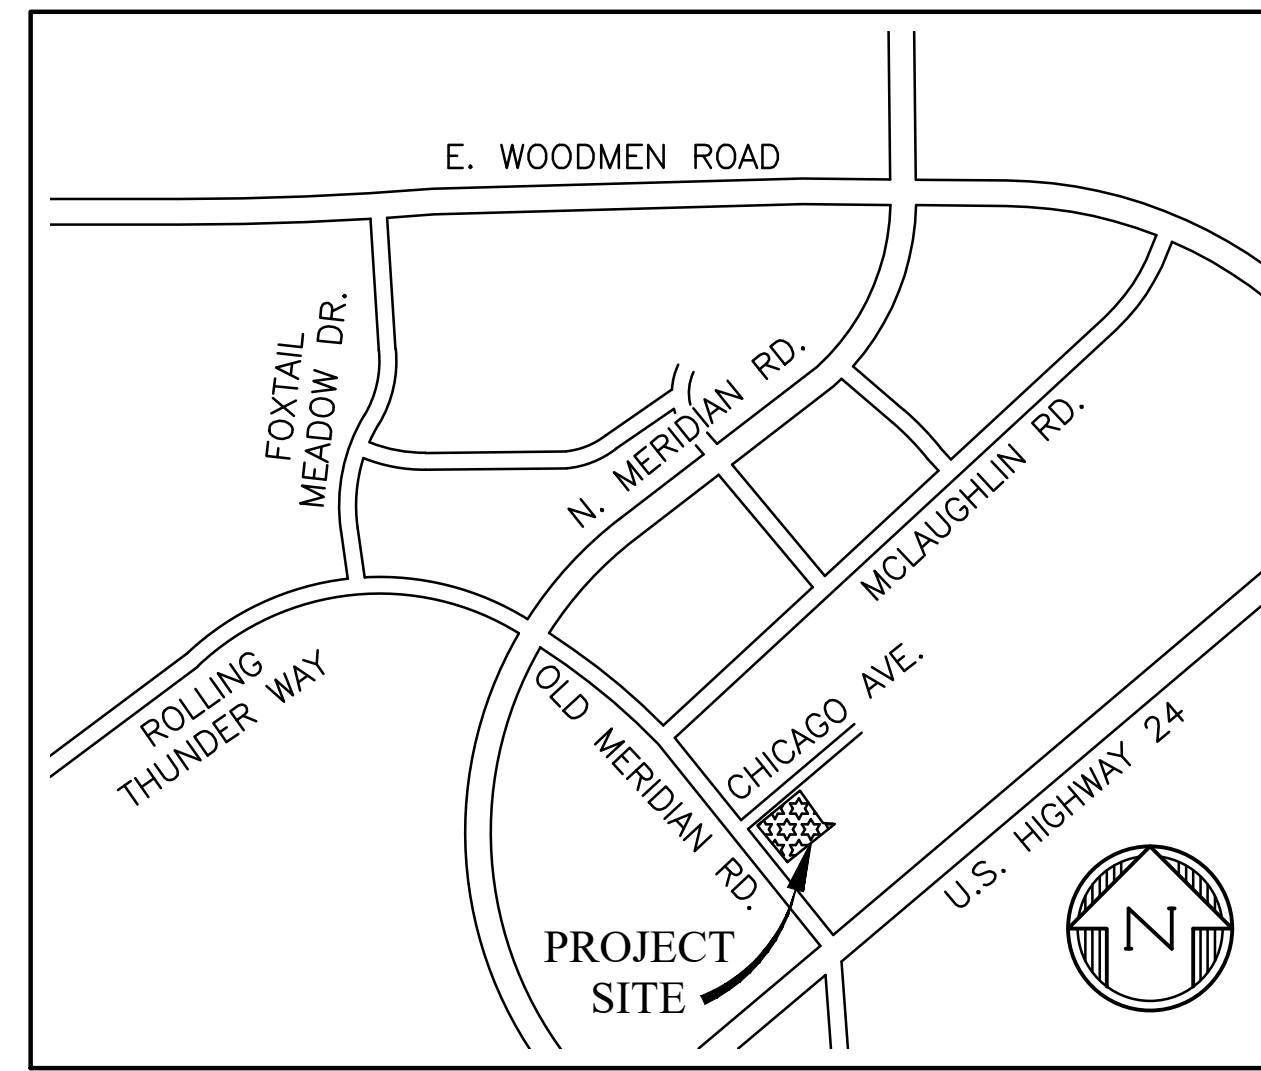 E. WOODMEN ROAD
FOXTAIL
MEADOW DR.
N. MERIDIAN RD.
MCLAUGHLIN RD.
ROLLING
THUNDER WAY
OLD MERIDIAN RD.
CHICAGO AVE.
U.S. HIGHWAY 24
PROJECT
SITE
N